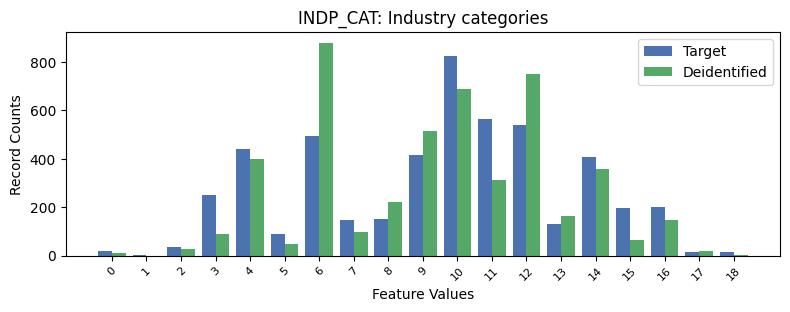 INDP_CAT: Industry categories
Target
Deidentified
Record Counts
800
600
400
200
0
0 1 2 3 4 5 6 7 8 9 10 11 12 13 14 15 16 17 18
Feature Values